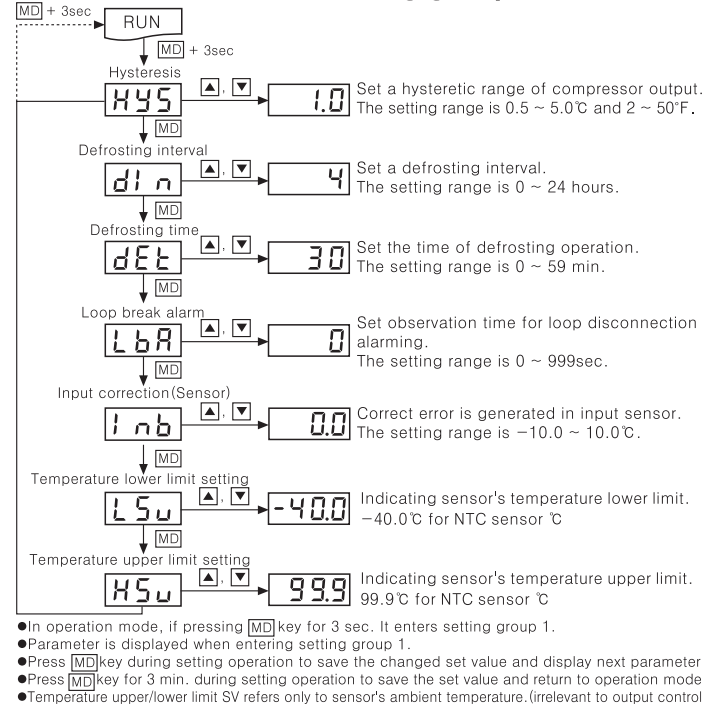 MD + 3sec
RUN
MD + 3sec
Hysteresis
HYS ▲, ▼ 1.0 Set a hysteretic range of compressor output.
The setting range is 0.5 ~ 5.0℃ and 2 ~ 50°F.
MD
Defrosting interval
dI n ▲, ▼ 4 Set a defrosting interval.
The setting range is 0 ~ 24 hours.
MD
Defrosting time
dEt ▲, ▼ 30 Set the time of defrosting operation.
The setting range is 0 ~ 59 min.
MD
Loop break alarm
LbA ▲, ▼ 0 Set observation time for loop disconnection
alarming.
The setting range is 0 ~ 999sec.
MD
Input correction(Sensor)
I nb ▲, ▼ 0.0 Correct error is generated in input sensor.
The setting range is −10.0 ~ 10.0℃.
MD
Temperature lower limit setting
LSu ▲, ▼ -40.0 Indicating sensor's temperature lower limit.
−40.0℃ for NTC sensor ℃
MD
Temperature upper limit setting
HSu ▲, ▼ 99.9 Indicating sensor's temperature upper limit.
99.9℃ for NTC sensor ℃
●In operation mode, if pressing MD key for 3 sec. It enters setting group 1.
●Parameter is displayed when entering setting group 1.
●Press MD key during setting operation to save the changed set value and display next parameter
●Press MD key for 3 min. during setting operation to save the set value and return to operation mode
●Temperature upper/lower limit SV refers only to sensor's ambient temperature.(irrelevant to output control